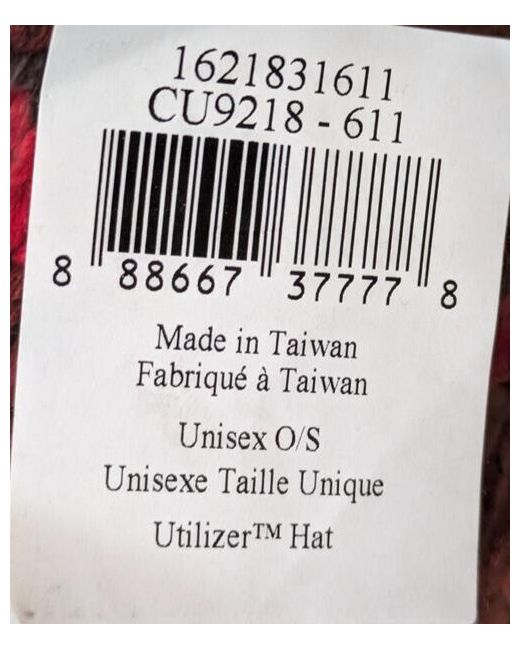 1621831611
CU9218 - 611
8 88667 37777 8
Made in Taiwan
Fabriqué à Taiwan
Unisex O/S
Unisexe Taille Unique
Utilizer™ Hat